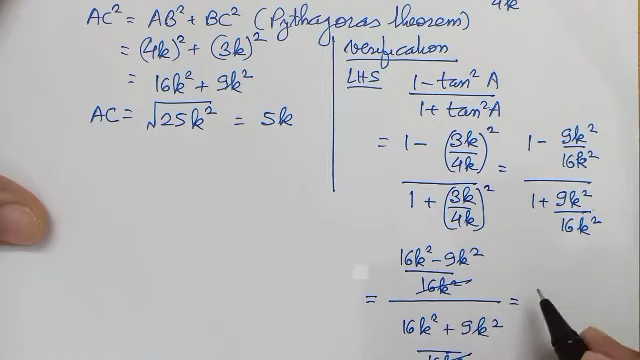 AC² = AB² + BC² (Pythagoras theorem)
= (4k)² + (3k)²
= 16k² + 9k²
AC = √25k² = 5k
4k
Verification
LHS
1 - tan² A
1 + tan² A
= 1 - (3k/4k)² / 1 + (3k/4k)² = 1 - 9k²/16k² / 1 + 9k²/16k²
= 16k² - 9k² / 16k² / 16k² + 9k² / 16k² =